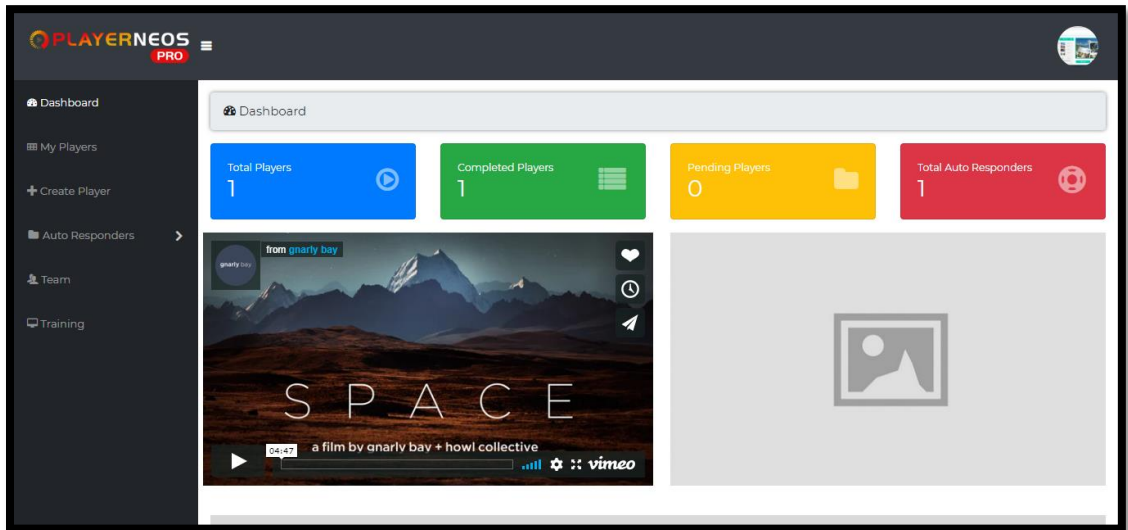 PLAYERNEOS
PRO
Dashboard
My Players
Create Player
Auto Responders
Team
Training
Dashboard
Total Players
1
Completed Players
1
Pending Players
0
Total Auto Responders
1
gnarly bay
from gnarly bay
SPACE
a film by gnarly bay + howl collective
04:47
vimeo